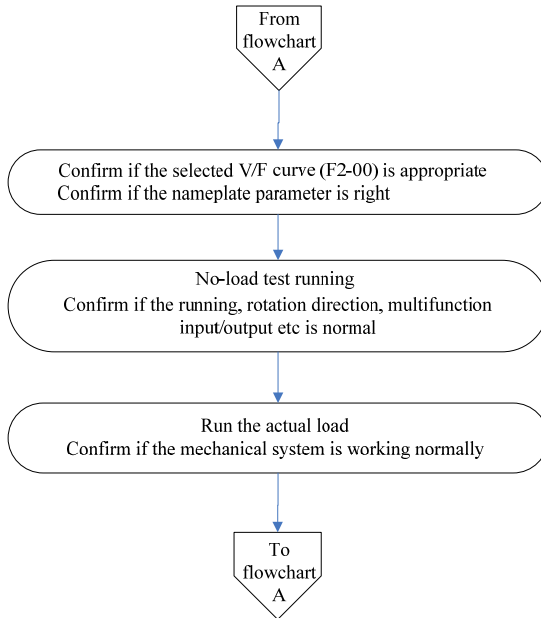 From
flowchart
A
Confirm if the selected V/F curve (F2-00) is appropriate
Confirm if the nameplate parameter is right
No-load test running
Confirm if the running, rotation direction, multifunction
input/output etc is normal
Run the actual load
Confirm if the mechanical system is working normally
To
flowchart
A